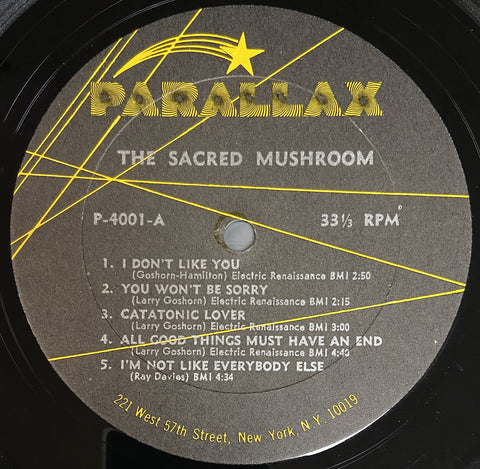 PARALLAX
THE SACRED MUSHROOM
P-4001-A 33 1/3 RPM
1. I DON'T LIKE YOU
(Goshorn-Hamilton) Electric Renaissance BMI 2:50
2. YOU WON'T BE SORRY
(Larry Goshorn) Electric Renaissance BMI 2:15
3. CATATONIC LOVER
(Larry Goshorn) Electric Renaissance BMI 3:00
4. ALL GOOD THINGS MUST HAVE AN END
(Larry Goshorn) Electric Renaissance BMI 4:40
5. I'M NOT LIKE EVERYBODY ELSE
(Ray Davies) BMI 4:34
221 West 57th Street, New York, N.Y. 10019